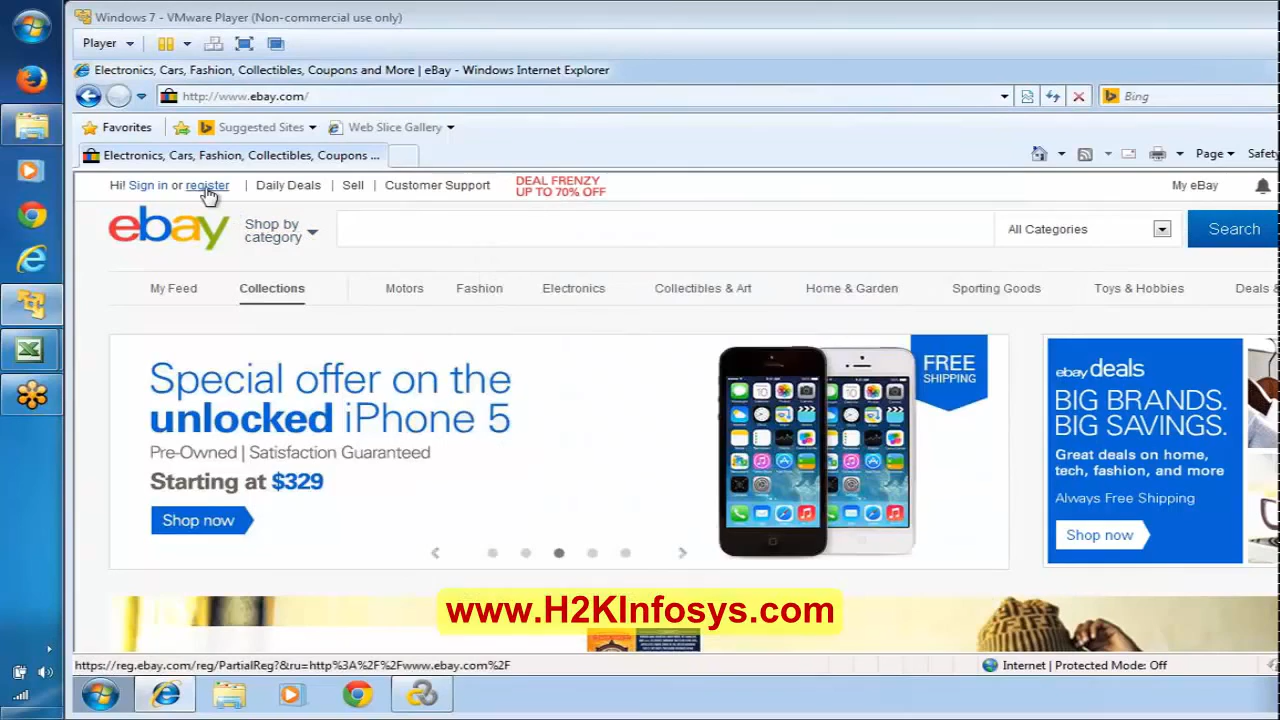 Windows 7 - VMware Player (Non-commercial use only)
Player
Electronics, Cars, Fashion, Collectibles, Coupons and More | eBay - Windows Internet Explorer
http://www.ebay.com/
Bing
Favorites
Suggested Sites
Web Slice Gallery
Electronics, Cars, Fashion, Collectibles, Coupons ...
Page
Safety
Hi! Sign in or register | Daily Deals | Sell | Customer Support
DEAL FRENZY
UP TO 70% OFF
My eBay
ebay
Shop by
category
All Categories
Search
My Feed
Collections
Motors
Fashion
Electronics
Collectibles & Art
Home & Garden
Sporting Goods
Toys & Hobbies
Deals &
Special offer on the
unlocked iPhone 5
Pre-Owned | Satisfaction Guaranteed
Starting at $329
Shop now
FREE
SHIPPING
ebay deals
BIG BRANDS.
BIG SAVINGS.
Great deals on home,
tech, fashion, and more
Always Free Shipping
Shop now
www.H2KInfosys.com
https://reg.ebay.com/reg/PartialReg?&ru=http%3A%2F%2Fwww.ebay.com%2F
Internet | Protected Mode: Off